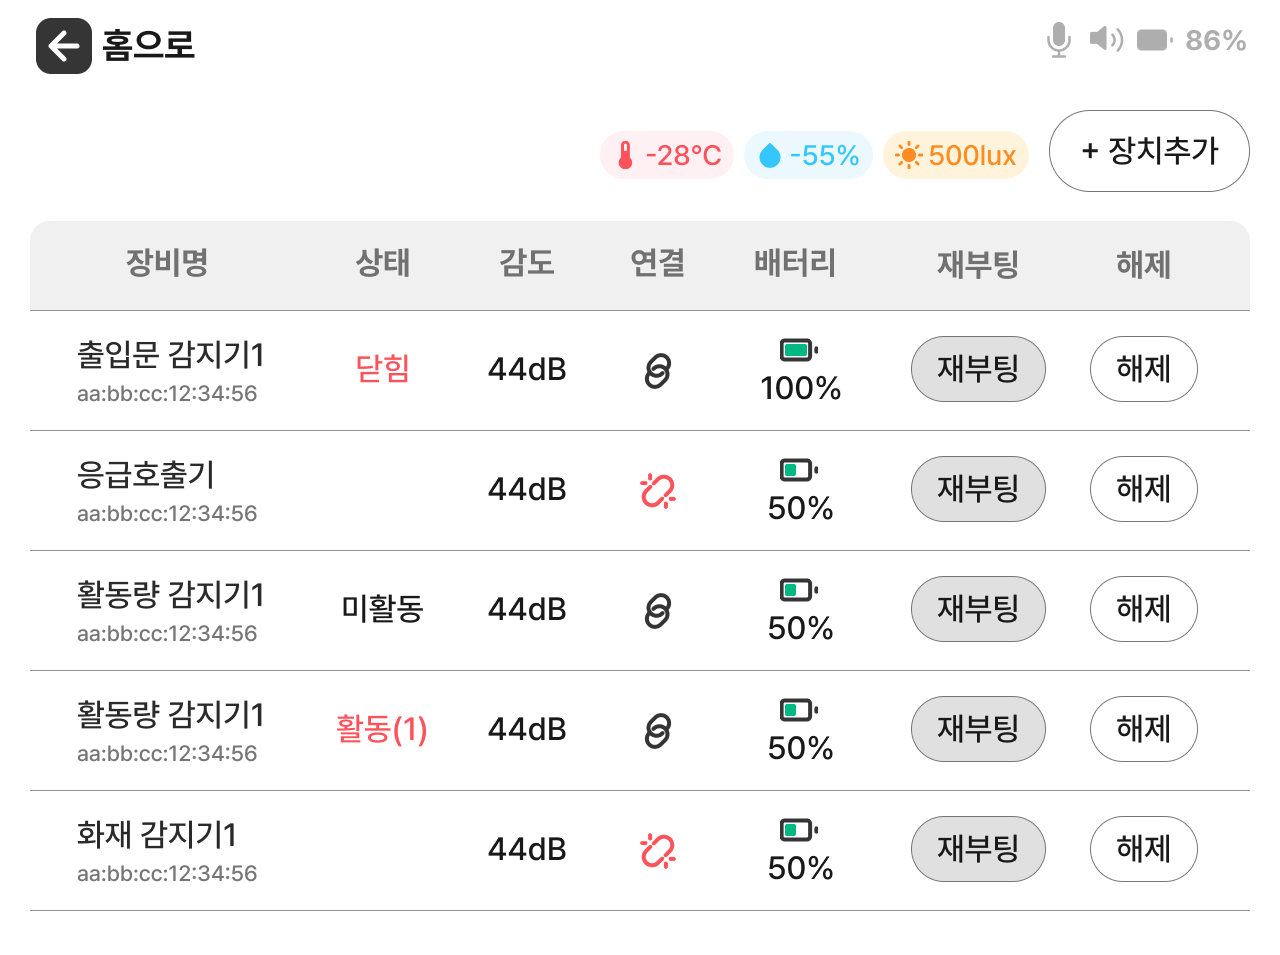 홈으로
86%
-28°C
-55%
500lux
+ 장치추가
장비명 상태 감도 연결 배터리 재부팅 해제
출입문 감지기1
aa:bb:cc:12:34:56
닫힘
44dB
100%
재부팅
해제
응급호출기
aa:bb:cc:12:34:56
44dB
50%
재부팅
해제
활동량 감지기1
aa:bb:cc:12:34:56
미활동
44dB
50%
재부팅
해제
활동량 감지기1
aa:bb:cc:12:34:56
활동(1)
44dB
50%
재부팅
해제
화재 감지기1
aa:bb:cc:12:34:56
44dB
50%
재부팅
해제